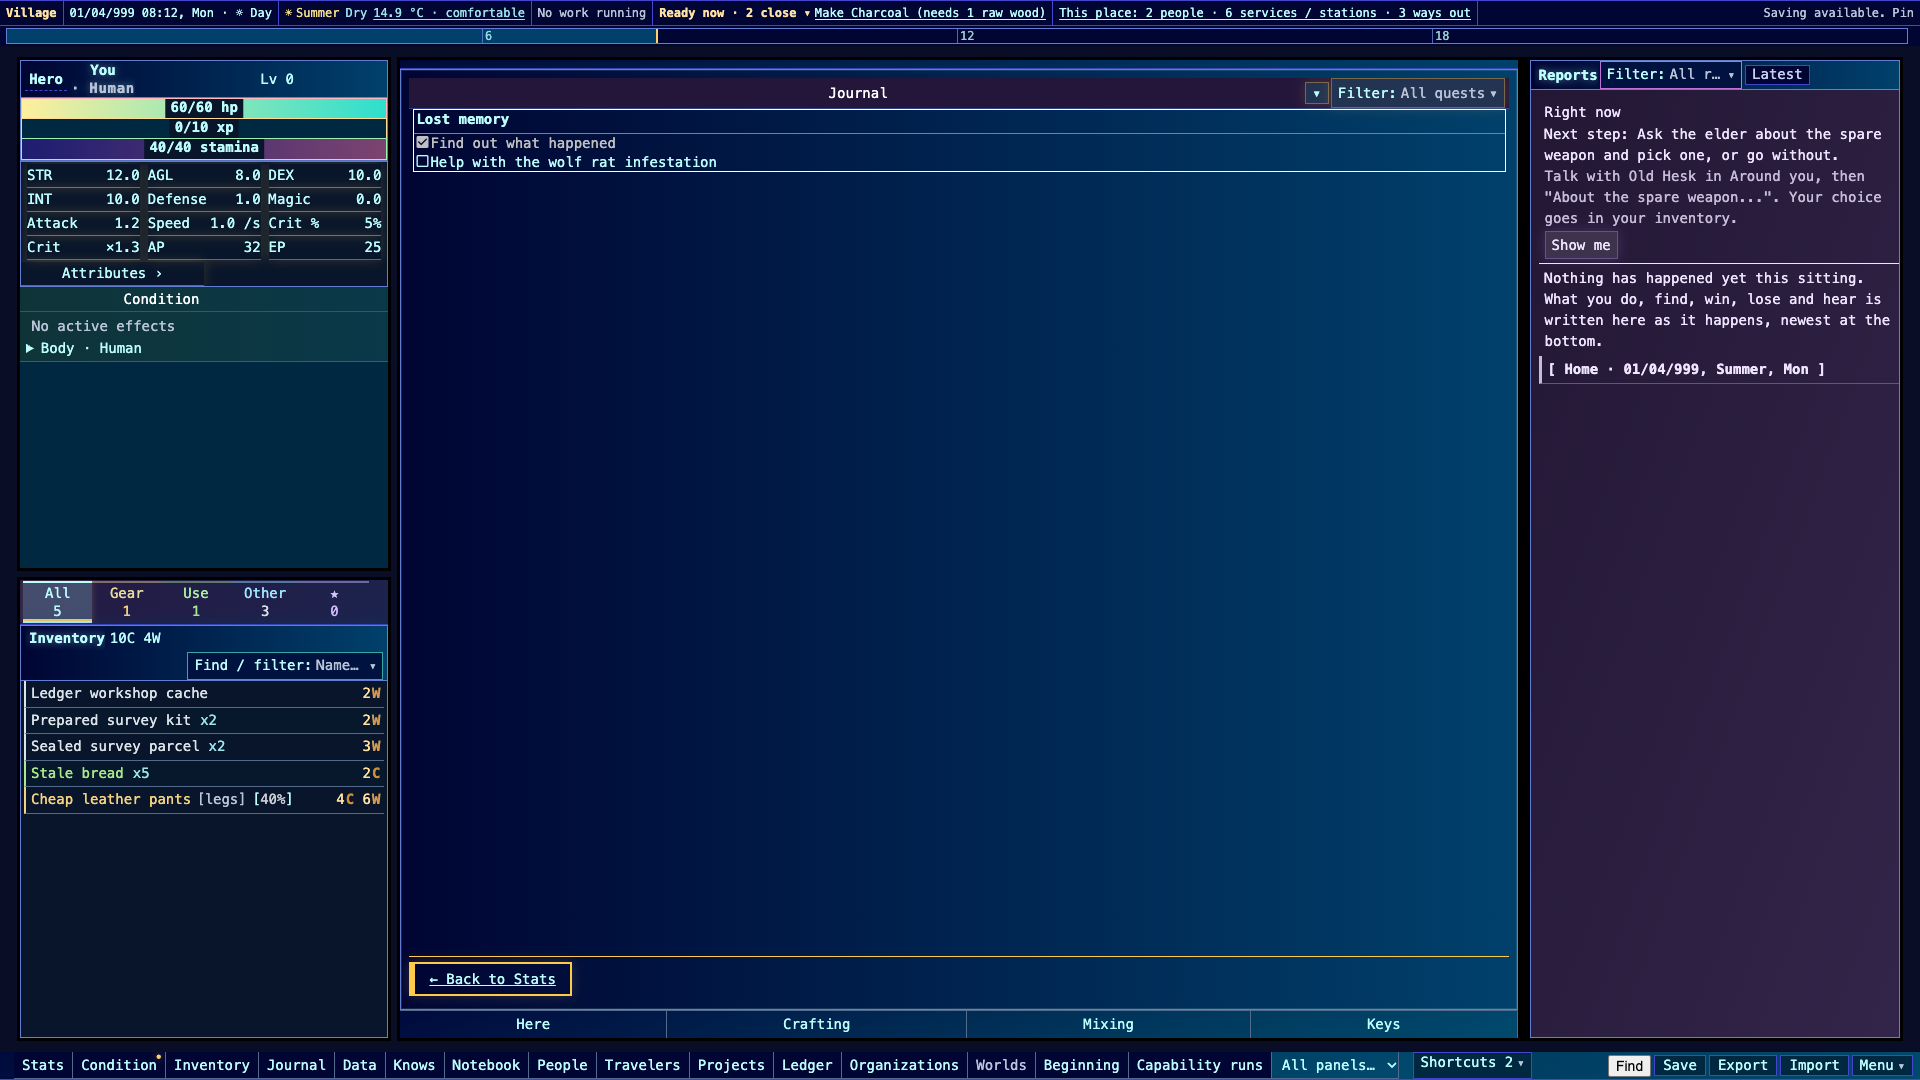 Village 01/04/999 08:12, Mon · ☀ Day ☀ Summer Dry 14.9 °C · comfortable No work running Ready now · 2 close ▾ Make Charcoal (needs 1 raw wood) This place: 2 people · 6 services / stations · 3 ways out Saving available. Pin
6 12 18
Hero · You Human Lv 0
60/60 hp
0/10 xp
40/40 stamina
STR 12.0 AGL 8.0 DEX 10.0
INT 10.0 Defense 1.0 Magic 0.0
Attack 1.2 Speed 1.0 /s Crit % 5%
Crit ×1.3 AP 32 EP 25
Attributes ›
Condition
No active effects
▶ Body · Human
All Gear Use Other ★
5 1 1 3 0
Inventory 10C 4W
Find / filter: Name… ▾
Ledger workshop cache 2W
Prepared survey kit x2 2W
Sealed survey parcel x2 3W
Stale bread x5 2C
Cheap leather pants [legs] [40%] 4C 6W
Journal ▾ Filter: All quests ▾
Lost memory
Find out what happened
Help with the wolf rat infestation
← Back to Stats
Here Crafting Mixing Keys
Reports Filter: All r… ▾ Latest
Right now
Next step: Ask the elder about the spare
weapon and pick one, or go without.
Talk with Old Hesk in Around you, then
"About the spare weapon...". Your choice
goes in your inventory.
Show me
Nothing has happened yet this sitting.
What you do, find, win, lose and hear is
written here as it happens, newest at the
bottom.
[ Home · 01/04/999, Summer, Mon ]
Stats Condition Inventory Journal Data Knows Notebook People Travelers Projects Ledger Organizations Worlds Beginning Capability runs All panels… Shortcuts 2 ▾ Find Save Export Import Menu ▾